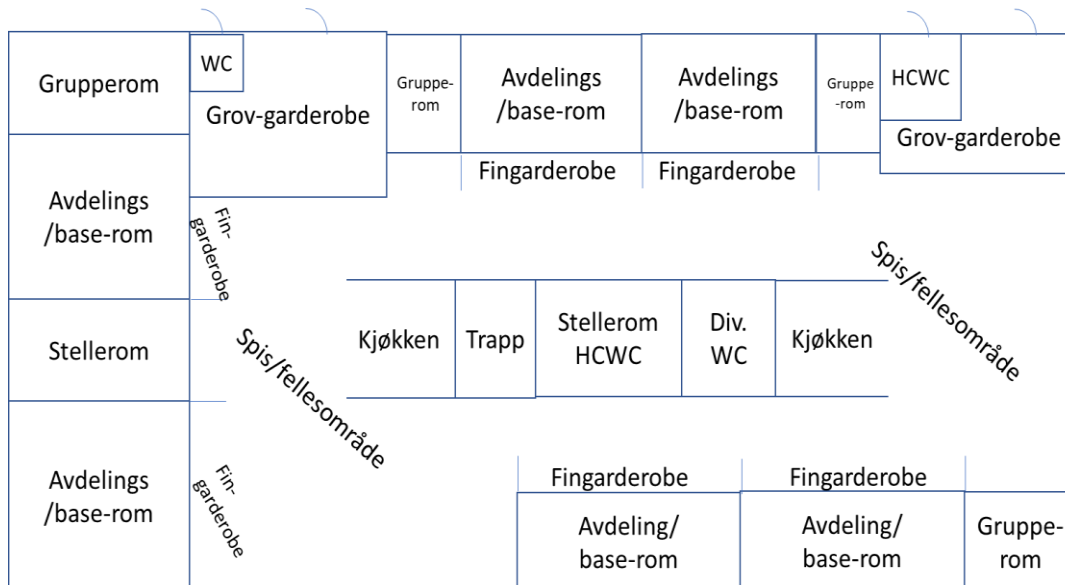 Grupperom
WC
Grov-garderobe
Gruppe-
rom
Avdelings
/base-rom
Avdelings
/base-rom
Gruppe
-rom
HCWC
Grov-garderobe
Fingarderobe
Fingarderobe
Avdelings
/base-rom
Fin-
garderobe
Spis/fellesområde
Stellerom
Spis/fellesområde
Kjøkken
Trapp
Stellerom
HCWC
Div.
WC
Kjøkken
Avdelings
/base-rom
Fin-
garderobe
Fingarderobe
Fingarderobe
Avdeling/
base-rom
Avdeling/
base-rom
Gruppe-
rom